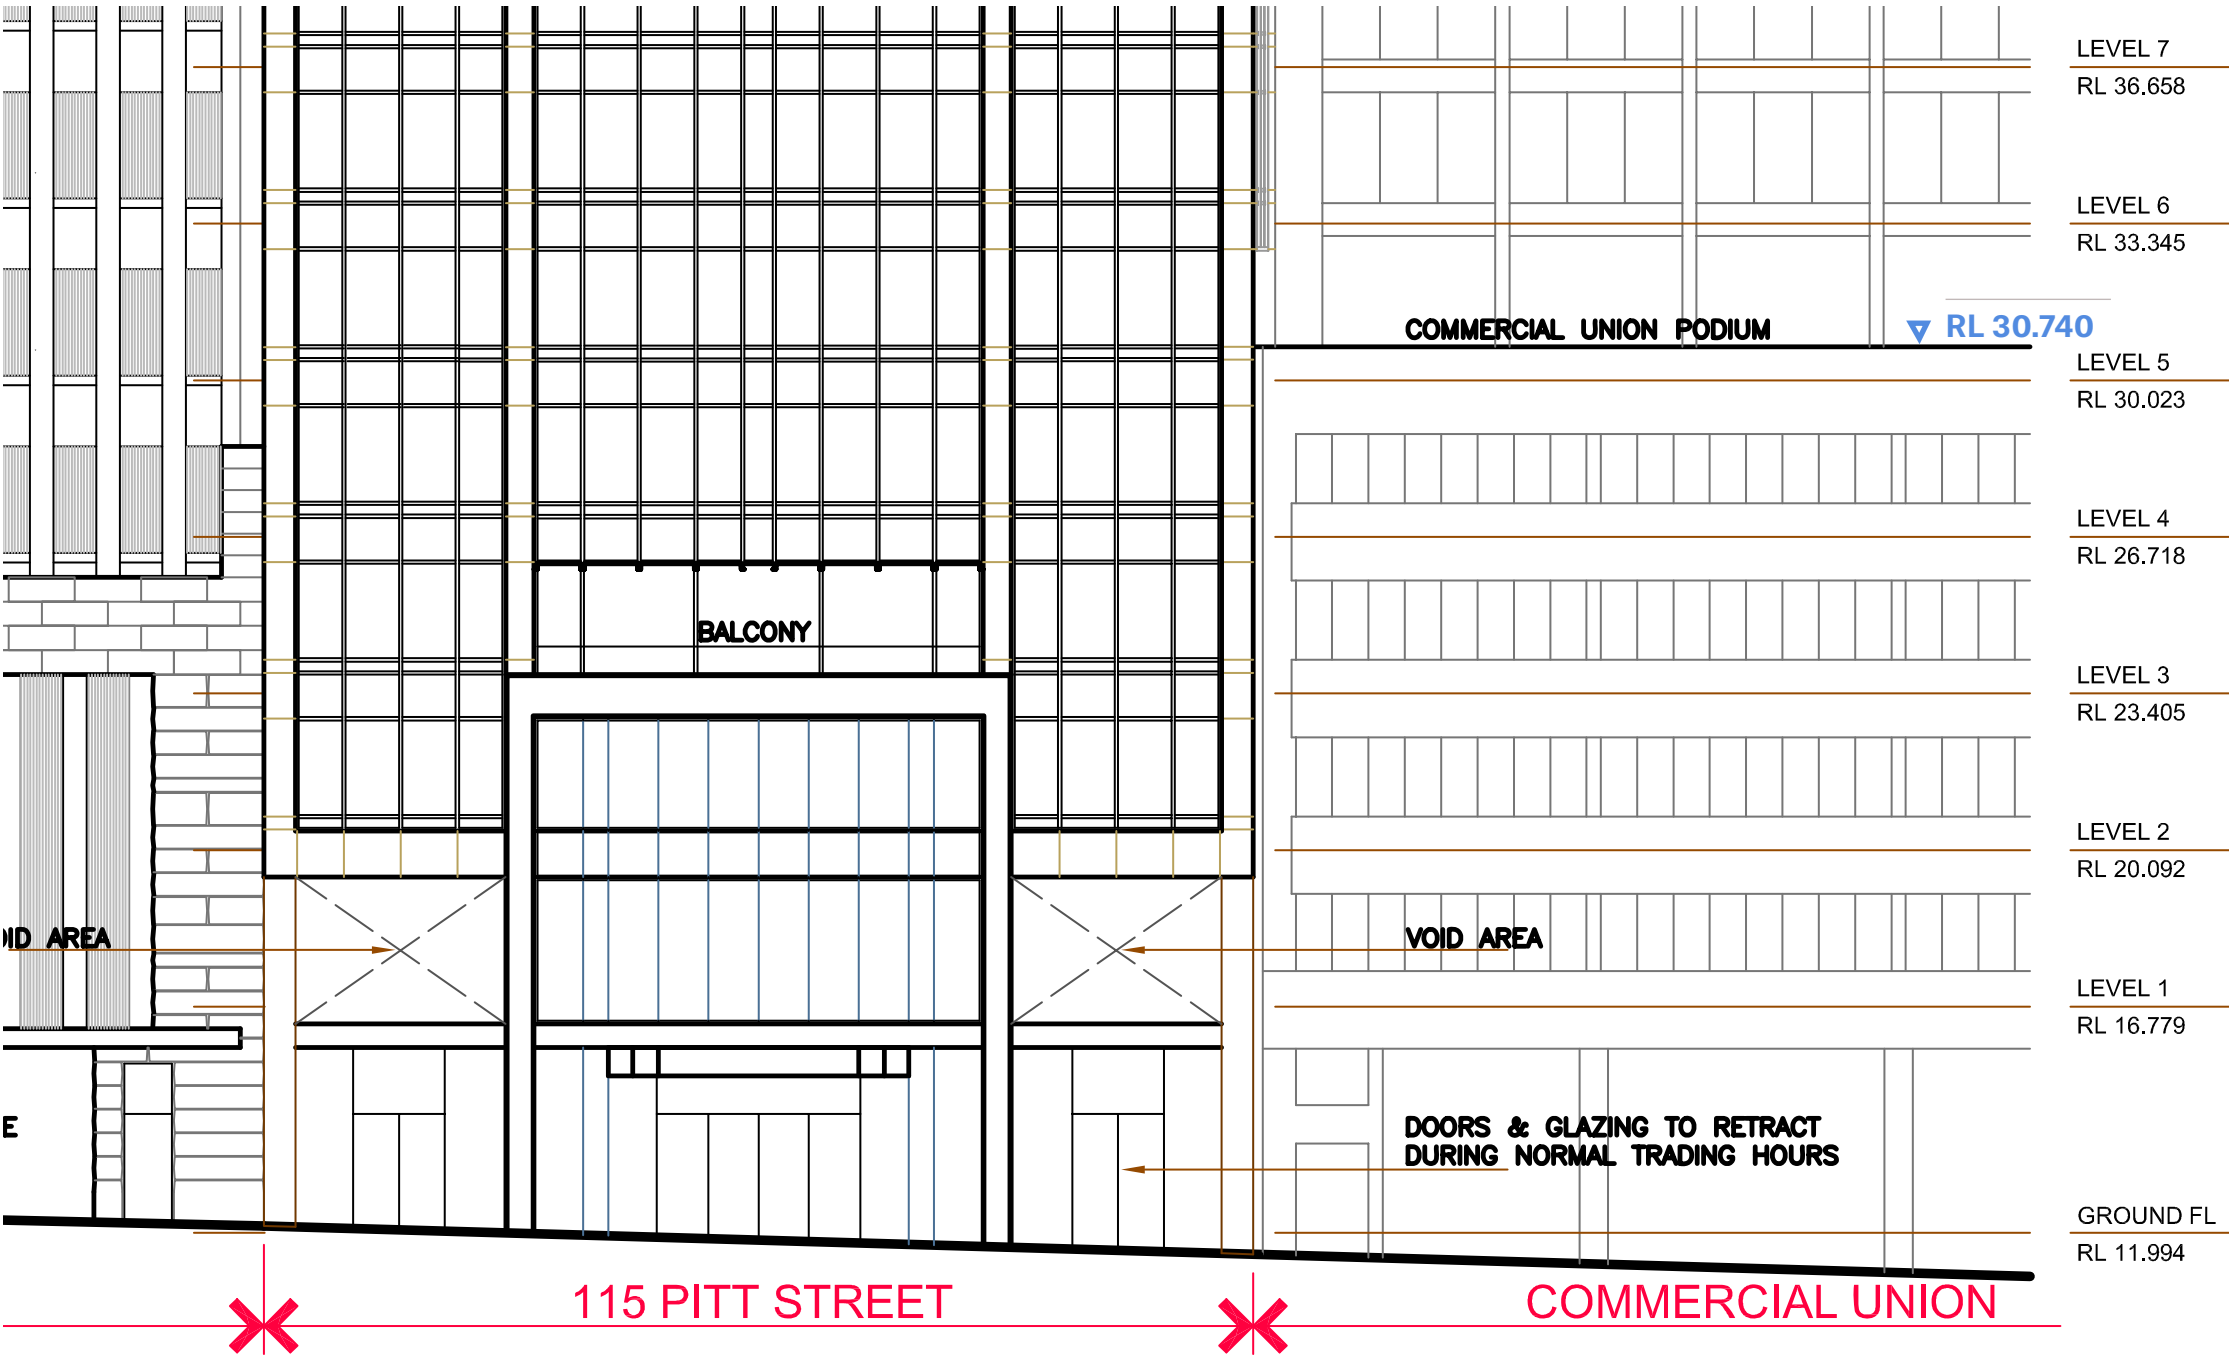 LEVEL 7
RL 36.658
LEVEL 6
RL 33.345
COMMERCIAL UNION PODIUM
RL 30.740
LEVEL 5
RL 30.023
LEVEL 4
RL 26.718
BALCONY
LEVEL 3
RL 23.405
LEVEL 2
RL 20.092
AREA
VOID AREA
LEVEL 1
RL 16.779
DOORS & GLAZING TO RETRACT
DURING NORMAL TRADING HOURS
GROUND FL
RL 11.994
115 PITT STREET
COMMERCIAL UNION